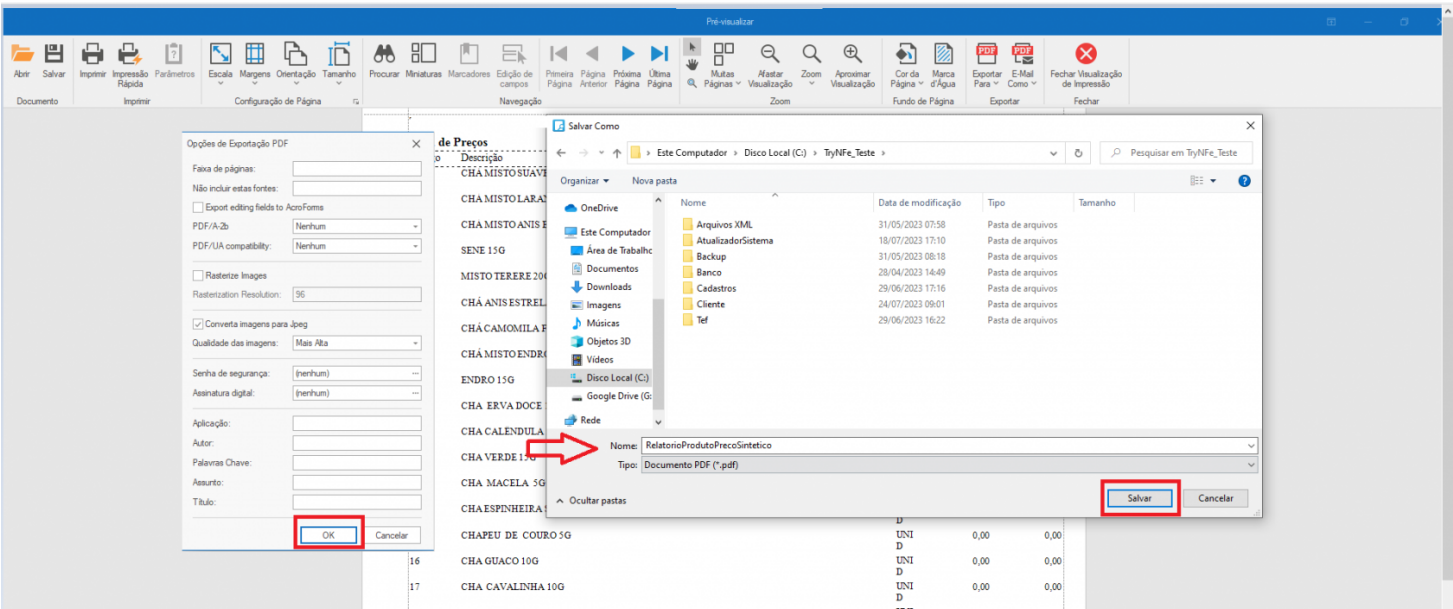 Pré-visualizar
Abrir Salvar Imprimir Impressão Rápida Parâmetros Escala Margens Orientação Tamanho Procurar Miniaturas Marcadores Edição de campos Primeira Página Página Anterior Próxima Página Última Página Muitas Páginas Afastar Visualização Zoom Aproximar Visualização Cor da Página Marca d'Água Exportar Para E-Mail Como Fechar Visualização de Impressão
Documento Imprimir Configuração de Página Navegação Zoom Fundo de Página Exportar Fechar
Opções de Exportação PDF
Faixa de páginas:
Não incluir estas fontes:
Export editing fields to AcroForms
PDF/A-2b Nenhum
PDF/UA compatibility: Nenhum
Rasterize Images
Rasterization Resolution: 96
Converta imagens para Jpeg
Qualidade das imagens: Mais Alta
Senha de segurança: (nenhum)
Assinatura digital: (nenhum)
Aplicação:
Autor:
Palavras Chave:
Assunto:
Título:
OK Cancelar
de Preços
o Descrição
CHÁ MISTO SUAV
CHA MISTO LARA
CHA MISTO ANIS E
SENE 15G
MISTO TERERE 20
CHÁ ANIS ESTREL
CHÁ CAMOMILA F
CHÁ MISTO ENDR
ENDRO 15G
CHA ERVA DOCE
CHA CALENDULA
CHA VERDE 15G
CHA MACELA 5G
CHA ESPINHEIRA
D
CHAPEU DE COURO 5G UNI 0,00 0,00
D
16 CHA GUACO 10G UNI 0,00 0,00
D
17 CHA CAVALINHA 10G UNI 0,00 0,00
D
Salvar Como
Este Computador > Disco Local (C:) > TryNFe_Teste >
Pesquisar em TryNFe_Teste
Organizar Nova pasta
OneDrive
Este Computador
Área de Trabalho
Documentos
Downloads
Imagens
Músicas
Objetos 3D
Vídeos
Disco Local (C:)
Google Drive (G:
Rede
Nome Data de modificação Tipo Tamanho
Arquivos XML 31/05/2023 07:58 Pasta de arquivos
AtualizadorSistema 18/07/2023 17:10 Pasta de arquivos
Backup 31/05/2023 08:18 Pasta de arquivos
Banco 28/04/2023 14:49 Pasta de arquivos
Cadastros 29/06/2023 17:16 Pasta de arquivos
Cliente 24/07/2023 09:01 Pasta de arquivos
Tef 29/06/2023 16:22 Pasta de arquivos
Nome: RelatorioProdutoPrecoSintetico
Tipo: Documento PDF (*.pdf)
Ocultar pastas
Salvar Cancelar